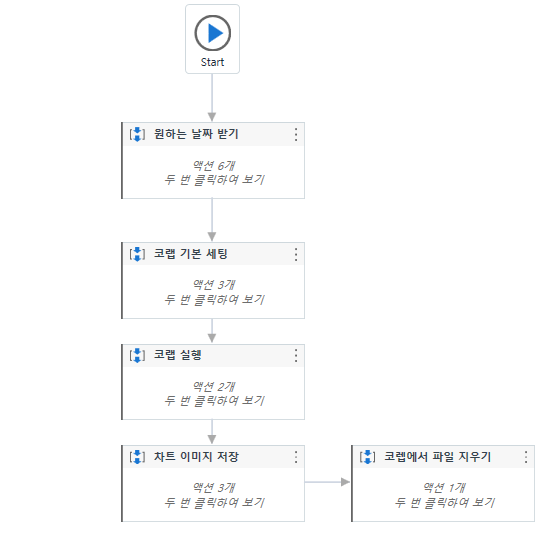 Start
원하는 날짜 받기
액션 6개
두 번 클릭하여 보기
코랩 기본 세팅
액션 3개
두 번 클릭하여 보기
코랩 실행
액션 2개
두 번 클릭하여 보기
차트 이미지 저장
액션 3개
두 번 클릭하여 보기
코렙에서 파일 지우기
액션 1개
두 번 클릭하여 보기